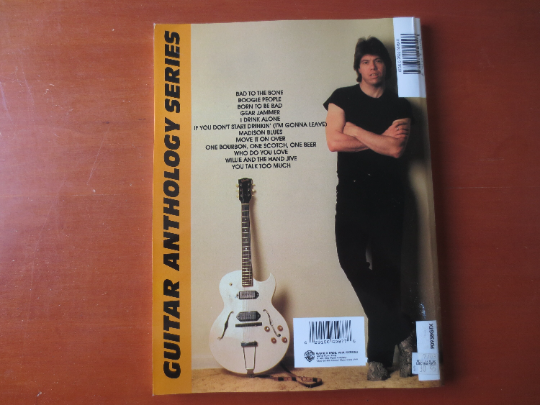 GUITAR ANTHOLOGY SERIES
BAD TO THE BONE
BOOGIE PEOPLE
BORN TO BE BAD
GEAR JAMMER
I DRINK ALONE
IF YOU DON'T START DRINKIN' (I'M GONNA LEAVE)
MADISON BLUES
MOVE IT ON OVER
ONE BOURBON, ONE SCOTCH, ONE BEER
WHO DO YOU LOVE
WILLIE AND THE HAND JIVE
YOU TALK TOO MUCH